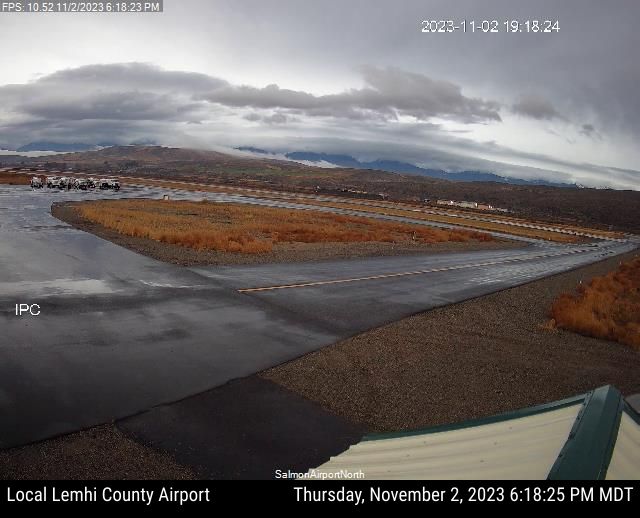 FPS: 10.52 11/2/2023 6:18:23 PM
2023-11-02 19:18:24
IPC
SalmonAirportNorth
Local Lemhi County Airport Thursday, November 2, 2023 6:18:25 PM MDT